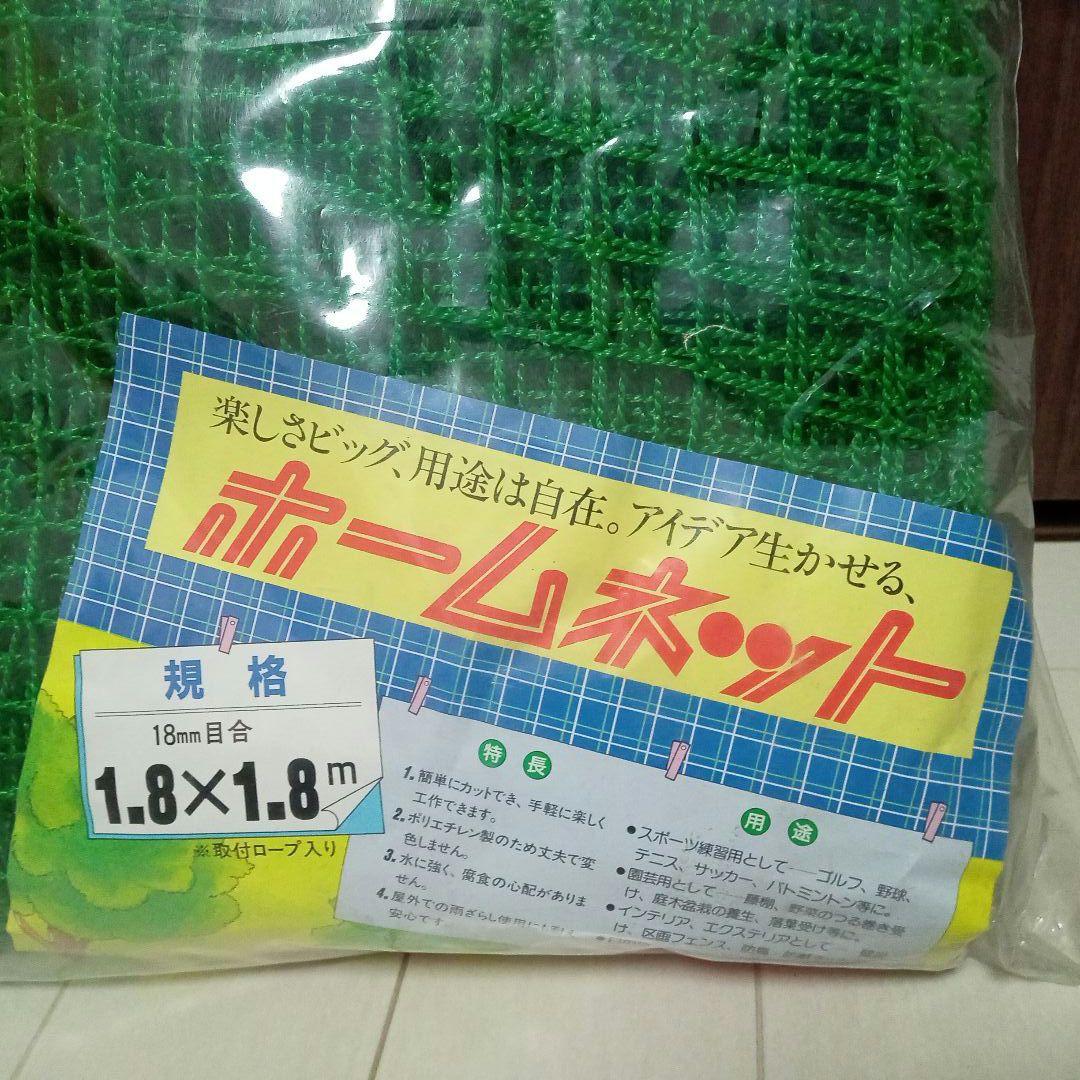 楽しさビッグ、用途は自在。アイデア生かせる、
ホームネット
規格
18mm目合
1.8×1.8m
※取付ロープ入り
特長
1.簡単にカットでき、手軽に楽しく
工作できます。
2.ポリエチレン製のため丈夫で変
色しません。
3.水に強く、腐食の心配がありま
せん。
4.屋外での雨ざらし使用にも
安心です
用途
●スポーツ練習用として——ゴルフ、野球、
テニス、サッカー、バトミントン等に。
●園芸用として——藤棚、野菜のつる巻き受
け、庭木盆栽の養生、落葉受け等に。
●インテリア、エクステリアとして
け、区画フェンス、防鳥